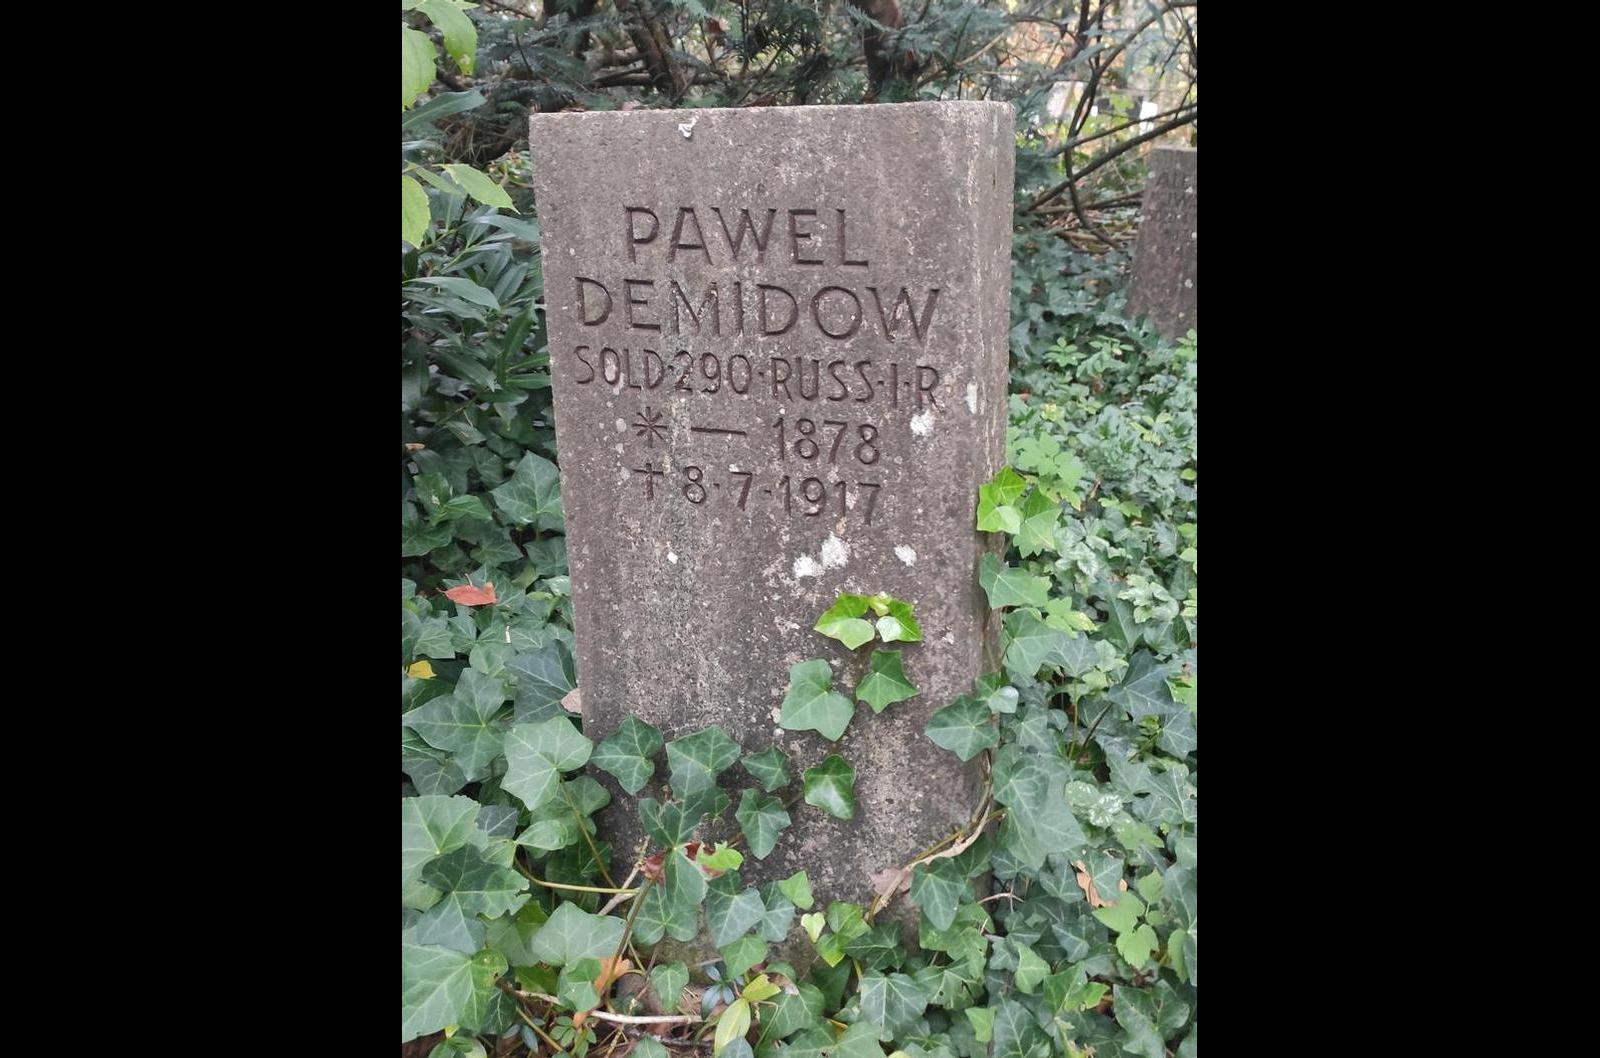 PAWEL
DEMIDOW
SOLD·290·RUSS·I·R
* — 1878
† 8·7·1917